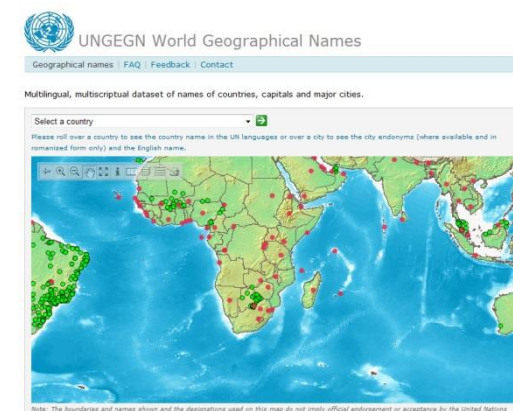 UNGEGN World Geographical Names
Geographical names | FAQ | Feedback | Contact
Multilingual, multiscriptual dataset of names of countries, capitals and major cities.
Select a country
Please roll over a country to see the country name in the UN languages or over a city to see the city endonyms (where available and in
romanized form only) and the English name.
Note: The boundaries and names shown and the designations used on this map do not imply official endorsement or acceptance by the United Nations